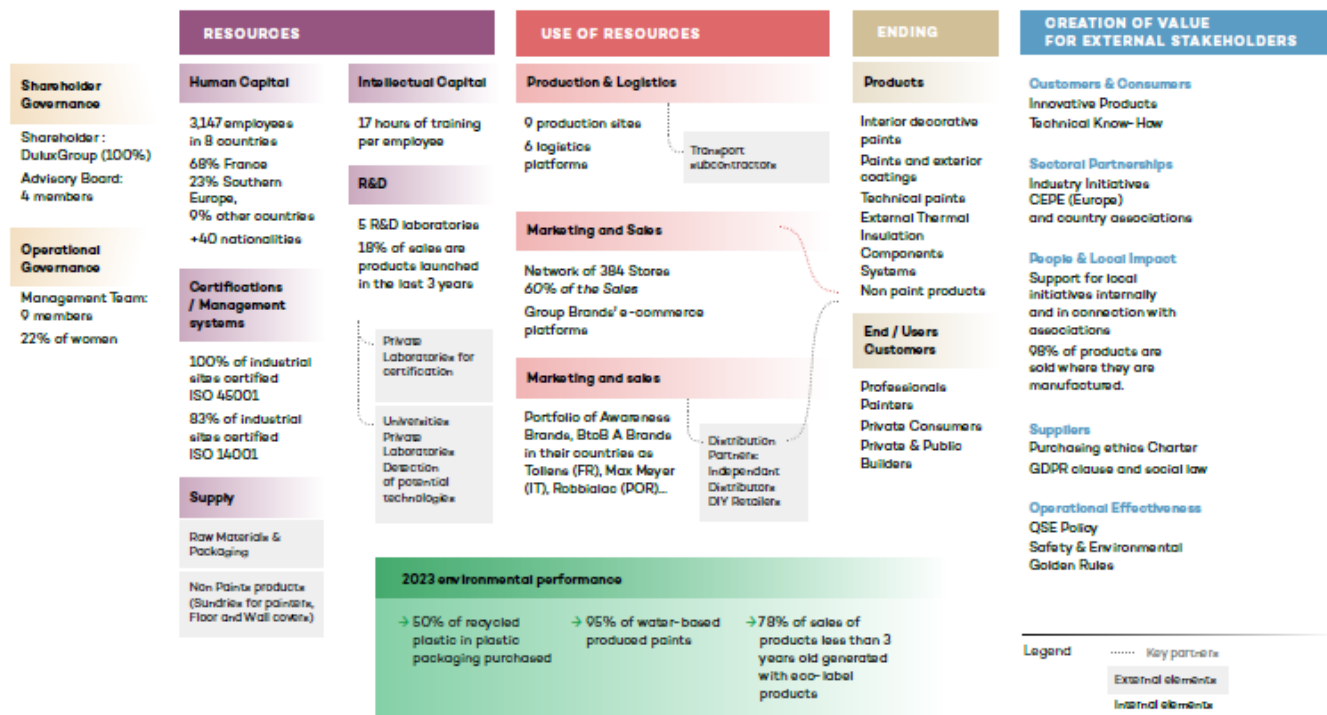 RESOURCES
USE OF RESOURCES
ENDING
CREATION OF VALUE
FOR EXTERNAL STAKEHOLDERS
Shareholder
Governance
Shareholder :
DuluxGroup (100%)
Advisory Board:
4 members
Operational
Governance
Management Team:
9 members
22% of women
Human Capital
3,147 employees
in 8 countries
68% France
23% Southern
Europe,
9% other countries
+40 nationalities
Certifications
/ Management
systems
100% of industrial
sites certified
ISO 45001
83% of industrial
sites certified
ISO 14001
Supply
Raw Materials &
Packaging
Non Paints products
(Sundries for painters,
Floor and Wall covers)
Intellectual Capital
17 hours of training
per employee
R&D
5 R&D laboratories
18% of sales are
products launched
in the last 3 years
Private
Laboratories for
certification
Universities
Private
Laboratories
Detection
of potential
technologies
Production & Logistics
9 production sites
6 logistics
platforms
Transport
subcontractors
Marketing and Sales
Network of 384 Stores
60% of the Sales
Group Brands' e-commerce
platforms
Marketing and sales
Portfolio of Awareness
Brands, BtoB A Brands
in their countries as
Tollens (FR), Max Meyer
(IT), Robbialac (POR)...
Distribution
Partners:
Independant
Distributors
DIY Retailers
Products
Interior decorative
paints
Paints and exterior
coatings
Technical paints
External Thermal
Insulation
Components
Systems
Non paint products
End / Users
Customers
Professionals
Painters
Private Consumers
Private & Public
Builders
Customers & Consumers
Innovative Products
Technical Know-How
Sectoral Partnerships
Industry Initiatives
CEPE (Europe)
and country associations
People & Local Impact
Support for local
initiatives internally
and in connection with
associations
98% of products are
sold where they are
manufactured.
Suppliers
Purchasing ethics Charter
GDPR clause and social law
Operational Effectiveness
QSE Policy
Safety & Environmental
Golden Rules
2023 environmental performance
→ 50% of recycled
plastic in plastic
packaging purchased
→ 95% of water-based
produced paints
→ 78% of sales of
products less than 3
years old generated
with eco-label
products
Legend
Key partners
External elements
Internal elements